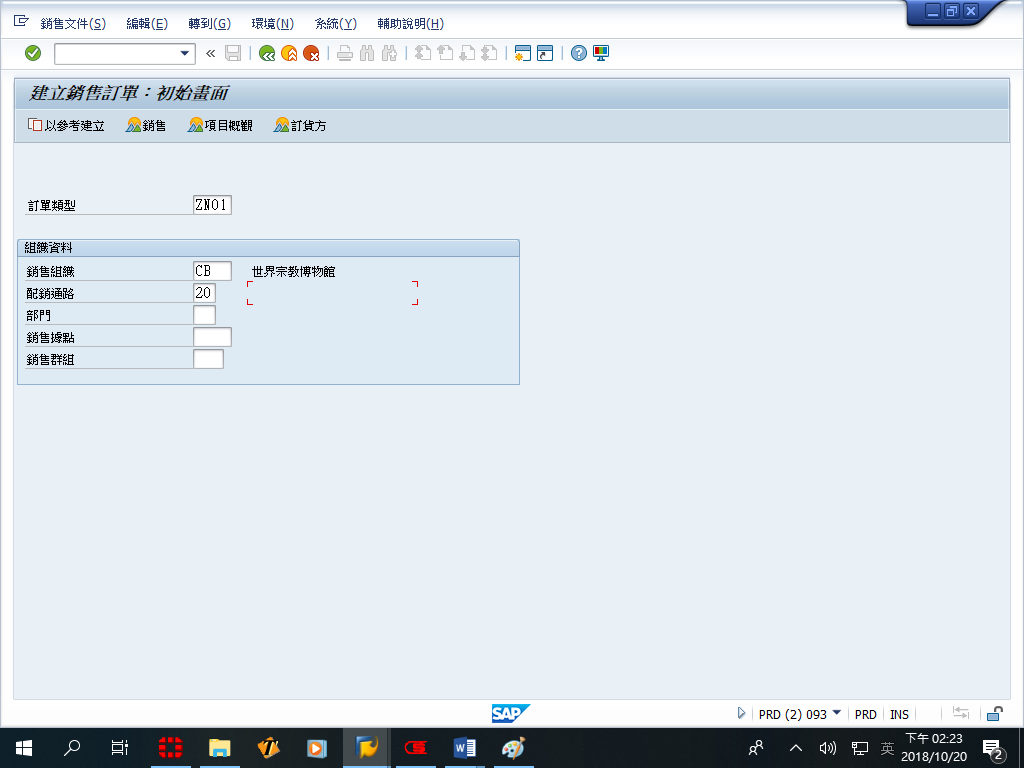 銷售文件(S) 編輯(E) 轉到(G) 環境(N) 系統(Y) 輔助說明(H)
建立銷售訂單：初始畫面
以參考建立 銷售 項目概觀 訂貨方
訂單類型 ZN01
組織資料
銷售組織 CB 世界宗教博物館
配銷通路 20
部門
銷售據點
銷售群組
SAP PRD (2) 093 PRD INS
英 下午 02:23
2018/10/20 2